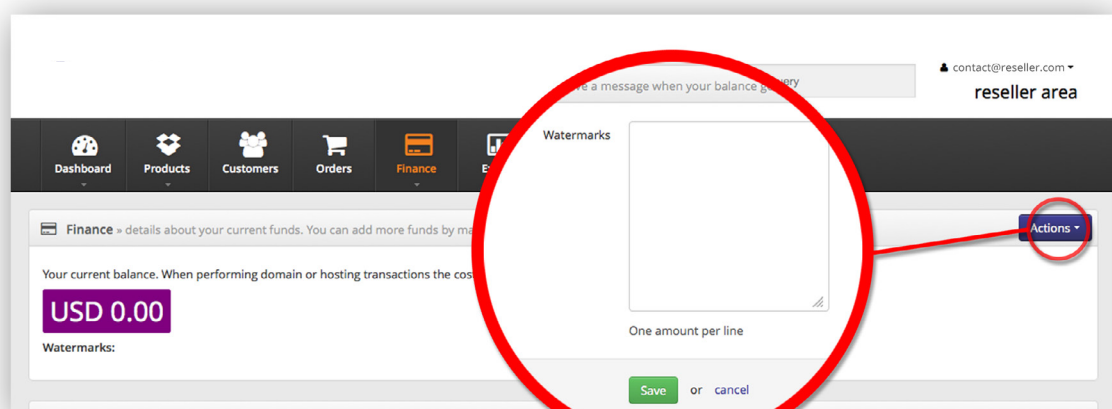 contact@reseller.com
reseller area
a message when your balance
Dashboard
Products
Customers
Orders
Finance
Watermarks
Finance » details about your current funds. You can add more funds by
Actions
Your current balance. When performing domain or hosting transactions the
USD 0.00
Watermarks:
One amount per line
Save or cancel